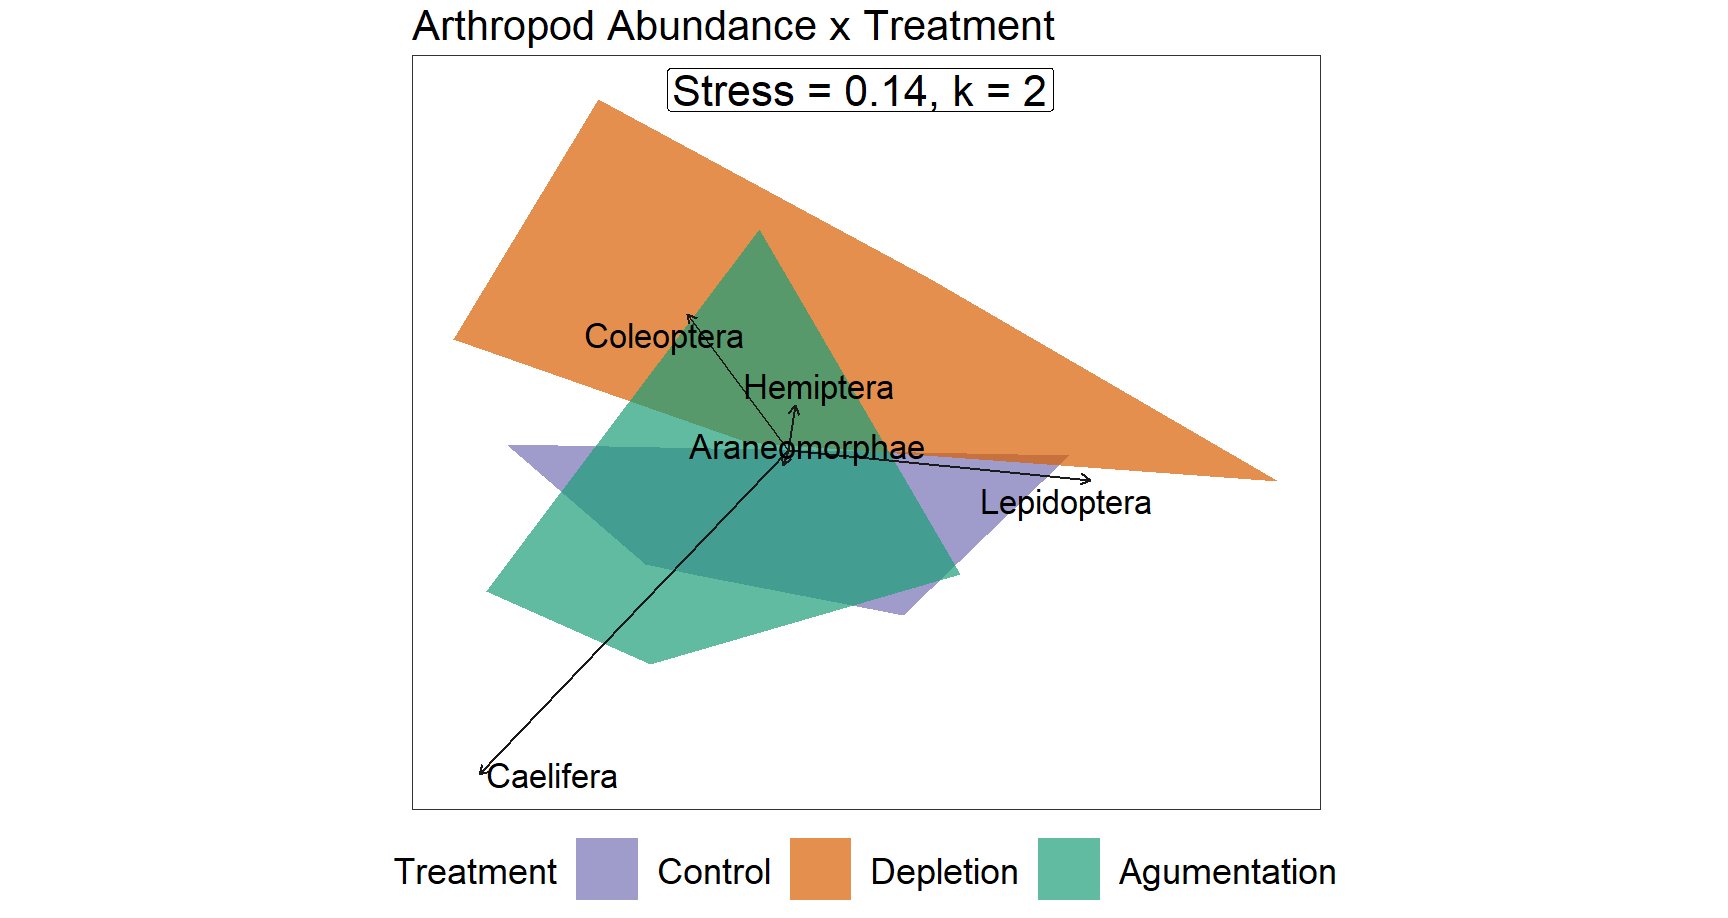 Arthropod Abundance x Treatment
Stress = 0.14, k = 2
Coleoptera
Hemiptera
Araneomorphae
Lepidoptera
Caelifera
Treatment Control Depletion Agumentation